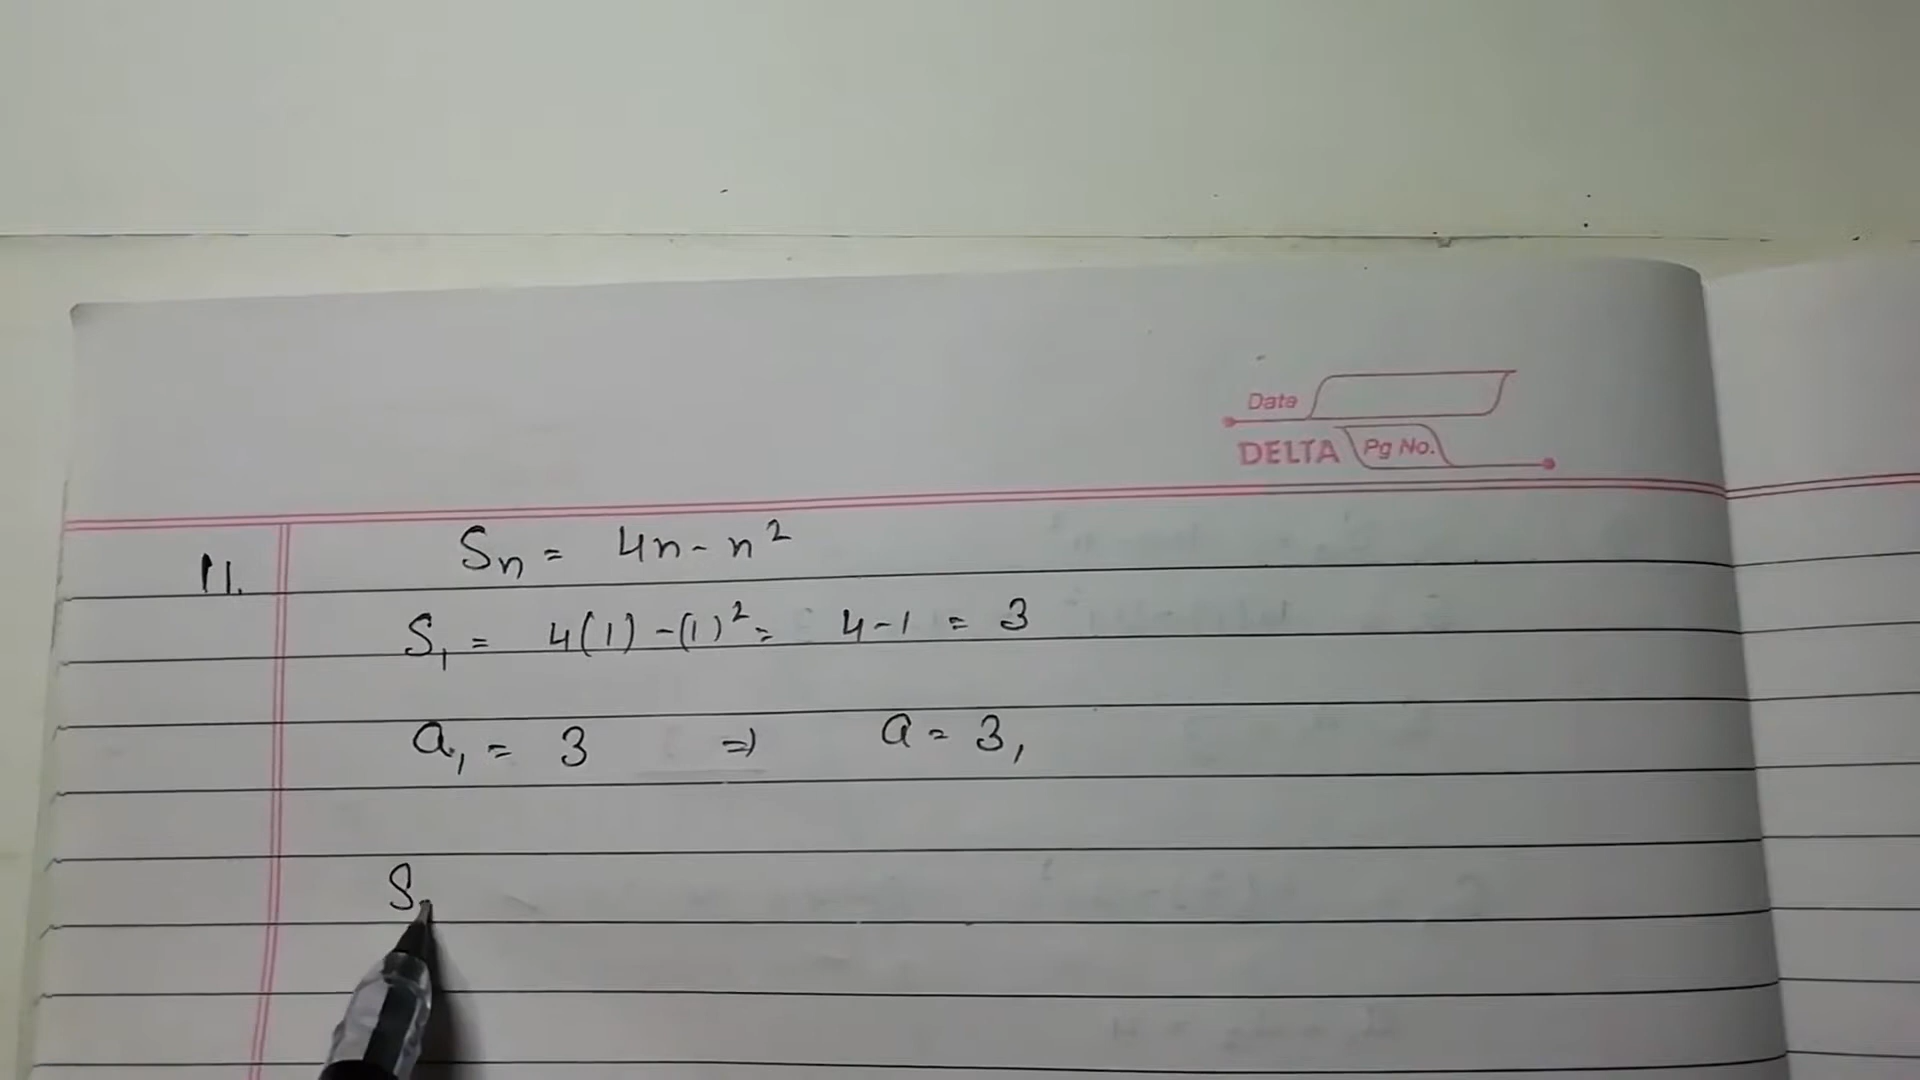 Date
DELTA Pg No.
11. Sn = 4n - n²
S₁ = 4(1) - (1)² = 4 - 1 = 3
a₁ = 3 ⇒ a = 3,
S